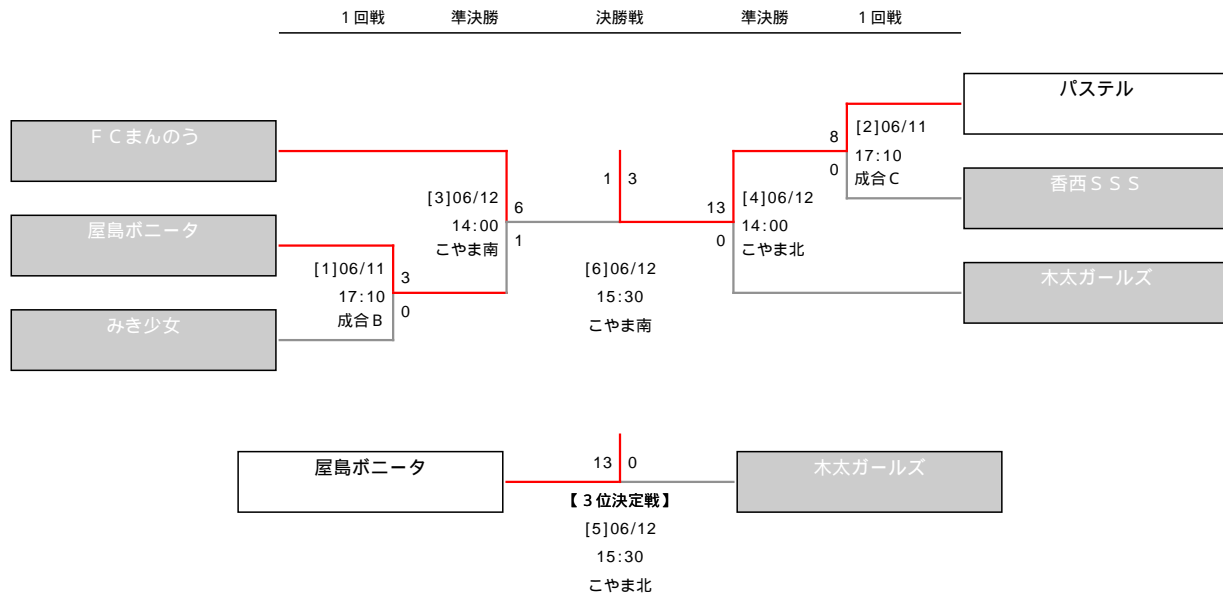 1回戦 準決勝 決勝戦 準決勝 1回戦
パステル
FCまんのう
8 [2]06/11
17:10
0 成合C
1 3
香西SSS
[3]06/12
14:00
こやま南
6
1
13
0
[4]06/12
14:00
こやま北
屋島ボニータ
[1]06/11
17:10
成合B
3
0
[6]06/12
15:30
こやま南
木太ガールズ
みき少女
屋島ボニータ
13 0
木太ガールズ
【3位決定戦】
[5]06/12
15:30
こやま北